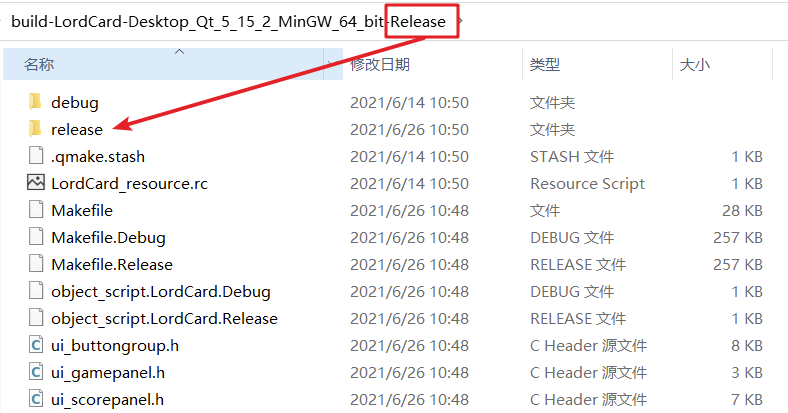 build-LordCard-Desktop_Qt_5_15_2_MinGW_64_bit-Release
名称 修改日期 类型 大小
debug 2021/6/14 10:50 文件夹
release 2021/6/26 10:50 文件夹
.qmake.stash 2021/6/14 10:50 STASH 文件 1 KB
LordCard_resource.rc 2021/6/14 10:50 Resource Script 1 KB
Makefile 2021/6/26 10:48 文件 28 KB
Makefile.Debug 2021/6/26 10:48 DEBUG 文件 257 KB
Makefile.Release 2021/6/26 10:48 RELEASE 文件 257 KB
object_script.LordCard.Debug 2021/6/26 10:48 DEBUG 文件 1 KB
object_script.LordCard.Release 2021/6/26 10:48 RELEASE 文件 1 KB
ui_buttongroup.h 2021/6/26 10:48 C Header 源文件 8 KB
ui_gamepanel.h 2021/6/26 10:48 C Header 源文件 3 KB
ui_scorepanel.h 2021/6/26 10:48 C Header 源文件 7 KB